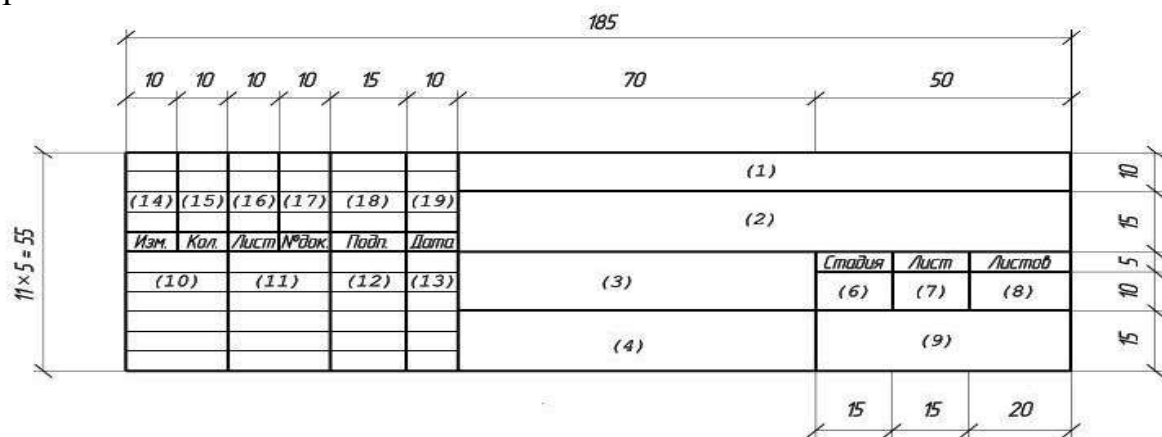 185
10 10 10 10 15 10 70 50
(1) 10
(14) (15) (16) (17) (18) (19)
(2) 15
Изм. Кол. Лист №док. Подп. Дата
11×5=55
Стадия Лист Листов 5
(10) (11) (12) (13) (3) (6) (7) (8) 10
(4) (9) 15
15 15 20